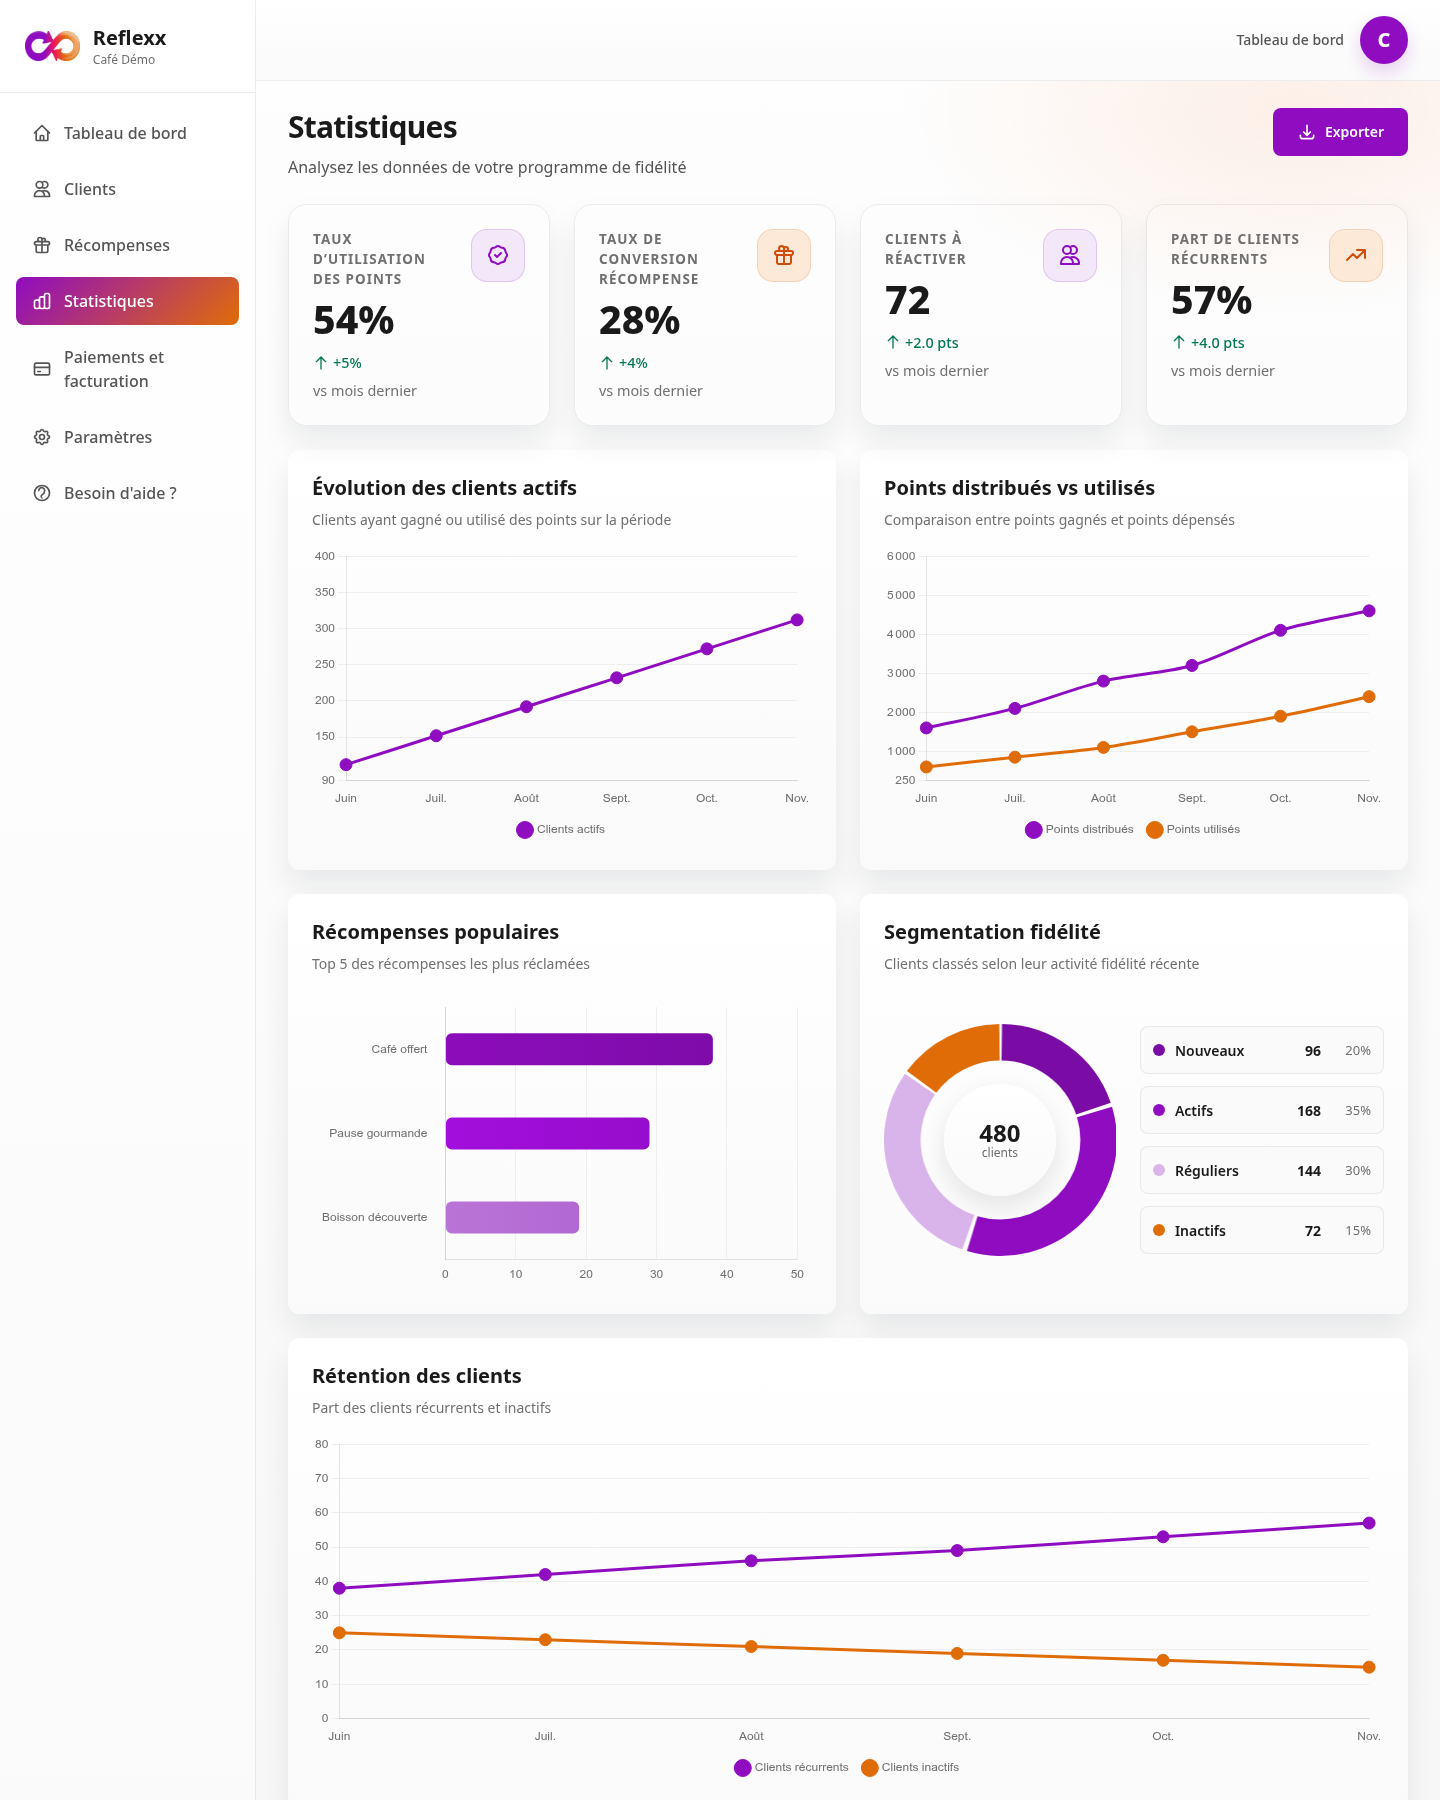 Reflexx
Café Démo
Tableau de bord
C
Tableau de bord
Clients
Récompenses
Statistiques
Paiements et
facturation
Paramètres
Besoin d'aide ?
Statistiques
Analysez les données de votre programme de fidélité
Exporter
TAUX
D’UTILISATION
DES POINTS
54%
+5%
vs mois dernier
TAUX DE
CONVERSION
RÉCOMPENSE
28%
+4%
vs mois dernier
CLIENTS À
RÉACTIVER
72
+2.0 pts
vs mois dernier
PART DE CLIENTS
RÉCURRENTS
57%
+4.0 pts
vs mois dernier
Évolution des clients actifs
Clients ayant gagné ou utilisé des points sur la période
400
350
300
250
200
150
90
Juin Juil. Août Sept. Oct. Nov.
Clients actifs
Points distribués vs utilisés
Comparaison entre points gagnés et points dépensés
6 000
5 000
4 000
3 000
2 000
1 000
250
Juin Juil. Août Sept. Oct. Nov.
Points distribués Points utilisés
Récompenses populaires
Top 5 des récompenses les plus réclamées
Café offert
Pause gourmande
Boisson découverte
0 10 20 30 40 50
Segmentation fidélité
Clients classés selon leur activité fidélité récente
480
clients
Nouveaux 96 20%
Actifs 168 35%
Réguliers 144 30%
Inactifs 72 15%
Rétention des clients
Part des clients récurrents et inactifs
80
70
60
50
40
30
20
10
0
Juin Juil. Août Sept. Oct. Nov.
Clients récurrents Clients inactifs